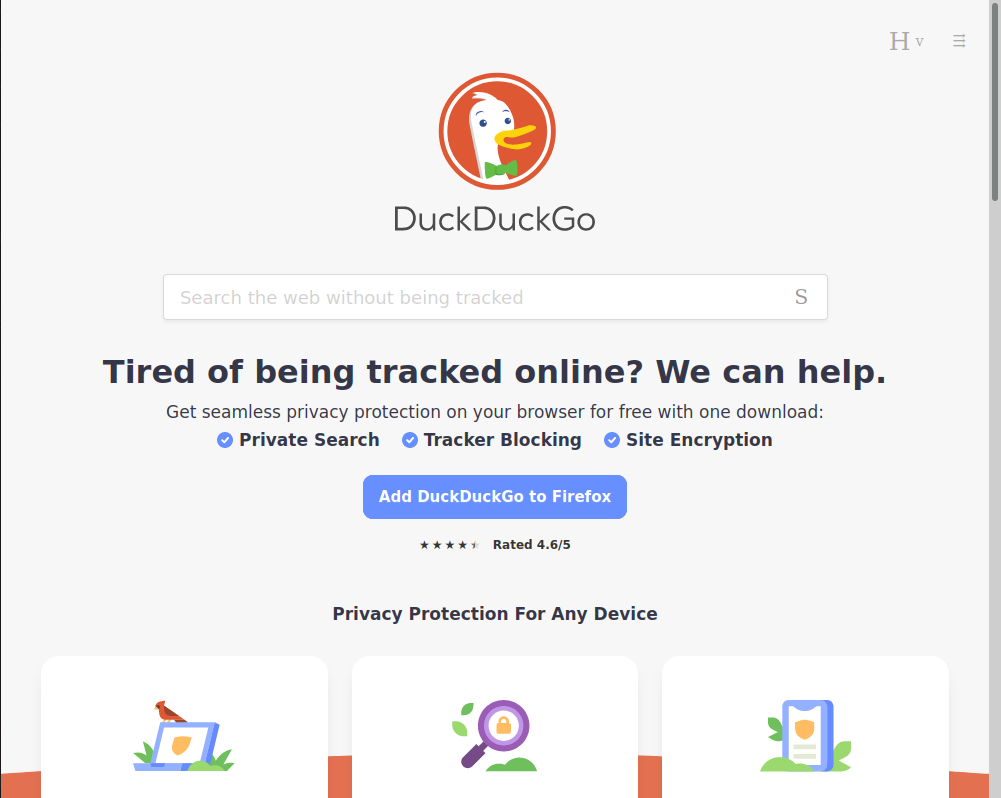 H v
DuckDuckGo
Search the web without being tracked S
Tired of being tracked online? We can help.
Get seamless privacy protection on your browser for free with one download:
Private Search Tracker Blocking Site Encryption
Add DuckDuckGo to Firefox
Rated 4.6/5
Privacy Protection For Any Device